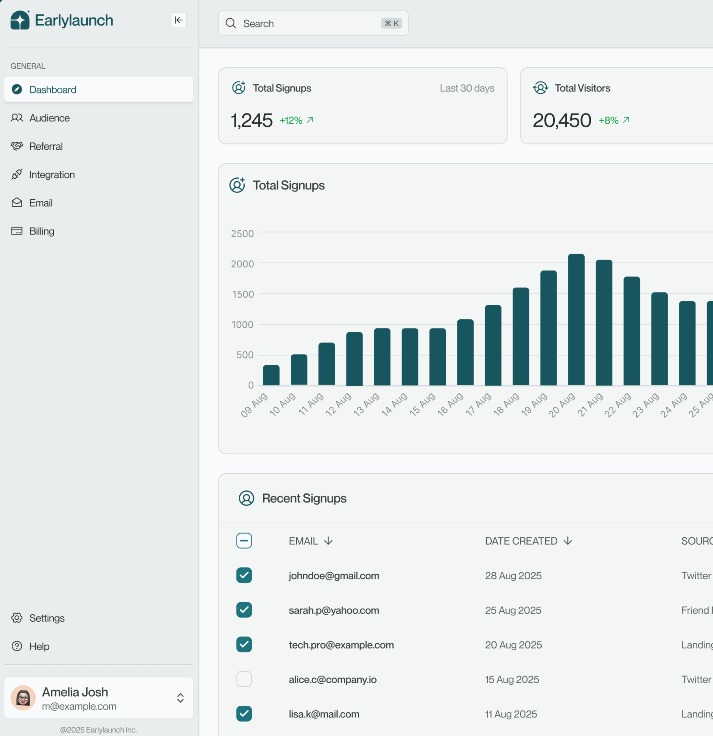 Earlylaunch
Search
⌘ K
GENERAL
Dashboard
Audience
Referral
Integration
Email
Billing
Total Signups
Last 30 days
1,245 +12%
Total Visitors
20,450 +8%
Total Signups
2500
2000
1500
1000
500
0
09 Aug
10 Aug
11 Aug
12 Aug
13 Aug
14 Aug
15 Aug
16 Aug
17 Aug
18 Aug
19 Aug
20 Aug
21 Aug
22 Aug
23 Aug
24 Aug
25 Aug
Recent Signups
EMAIL DATE CREATED SOURC
johndoe@gmail.com 28 Aug 2025 Twitter
sarah.p@yahoo.com 25 Aug 2025 Friend
tech.pro@example.com 20 Aug 2025 Landing
alice.c@company.io 15 Aug 2025 Twitter
lisa.k@mail.com 11 Aug 2025 Landing
Settings
Help
Amelia Josh
m@example.com
@2025 Earlylaunch Inc.